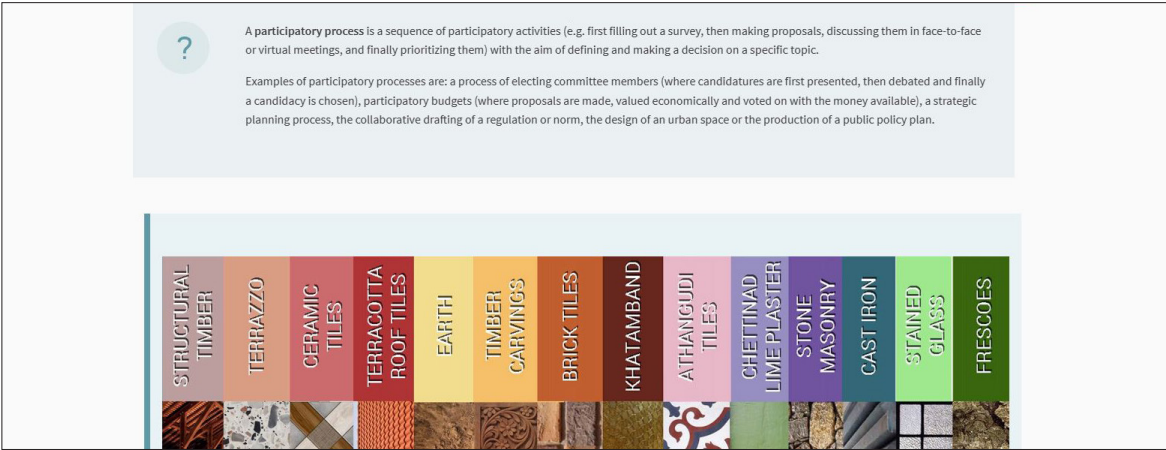 ?
A participatory process is a sequence of participatory activities (e.g. first filling out a survey, then making proposals, discussing them in face-to-face
or virtual meetings, and finally prioritizing them) with the aim of defining and making a decision on a specific topic.
Examples of participatory processes are: a process of electing committee members (where candidatures are first presented, then debated and finally
a candidacy is chosen), participatory budgets (where proposals are made, valued economically and voted on with the money available), a strategic
planning process, the collaborative drafting of a regulation or norm, the design of an urban space or the production of a public policy plan.
STRUCTURAL
TIMBER
TERRAZZO
CERAMIC
TILES
TERRACOTTA
ROOF TILES
EARTH
TIMBER
CARVINGS
BRICK TILES
KHATAMBAND
ATHANGUDI
TILES
CHETTINAD
LIME PLASTER
STONE
MASONRY
CAST IRON
STAINED
GLASS
FRESCOES